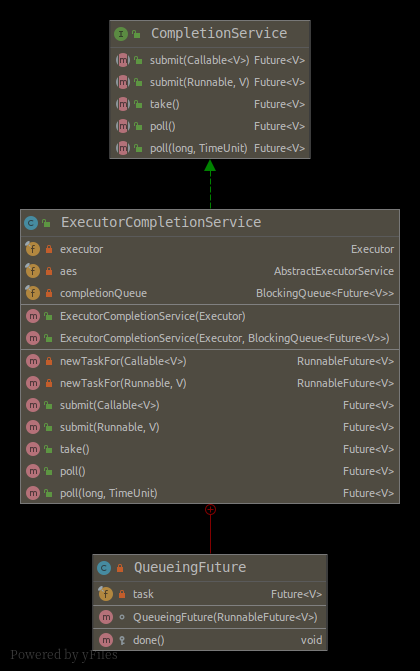 CompletionService
submit(Callable<V>) Future<V>
submit(Runnable, V) Future<V>
take() Future<V>
poll() Future<V>
poll(long, TimeUnit) Future<V>
ExecutorCompletionService
executor Executor
aes AbstractExecutorService
completionQueue BlockingQueue<Future<V>>
ExecutorCompletionService(Executor)
ExecutorCompletionService(Executor, BlockingQueue<Future<V>>)
newTaskFor(Callable<V>) RunnableFuture<V>
newTaskFor(Runnable, V) RunnableFuture<V>
submit(Callable<V>) Future<V>
submit(Runnable, V) Future<V>
take() Future<V>
poll() Future<V>
poll(long, TimeUnit) Future<V>
QueueingFuture
task Future<V>
QueueingFuture(RunnableFuture<V>)
done() void
Powered by yFiles